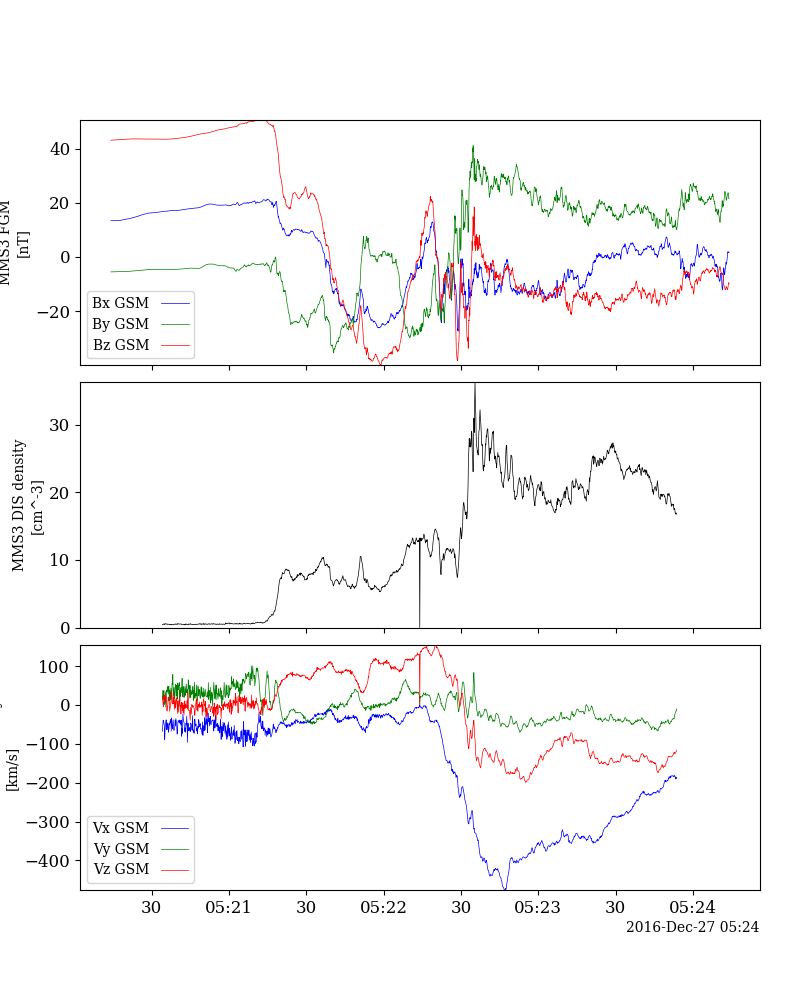 40
20
0
−20
MMS3 FGM
[nT]
Bx GSM
By GSM
Bz GSM
30
20
10
0
MMS3 DIS density
[cm^-3]
100
0
−100
−200
−300
−400
[km/s]
Vx GSM
Vy GSM
Vz GSM
30 05:21 30 05:22 30 05:23 30 05:24
2016-Dec-27 05:24